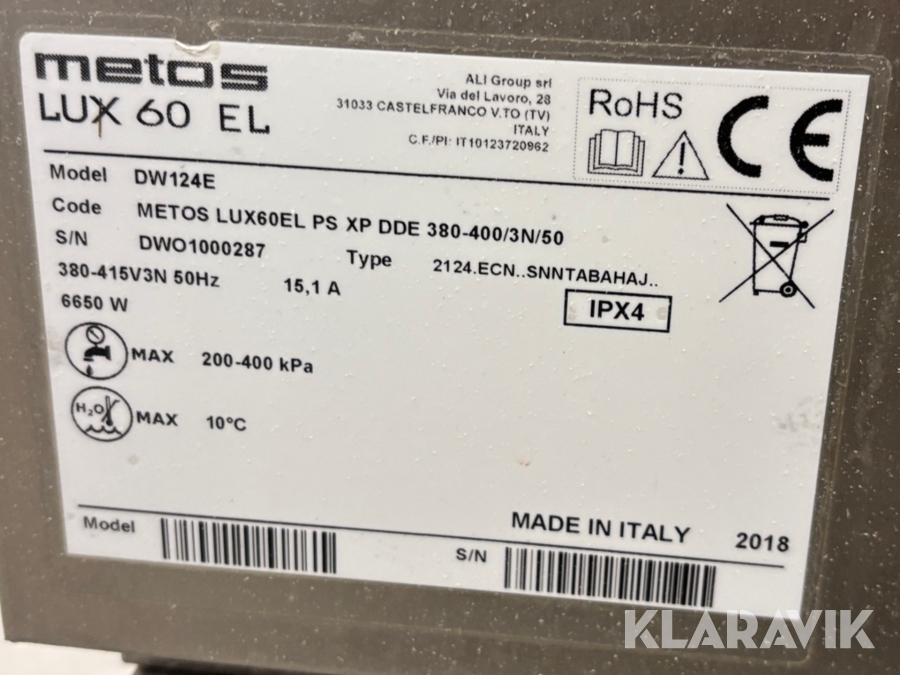 metos
LUX 60 EL
ALI Group srl
Via del Lavoro, 28
31033 CASTELFRANCO V.TO (TV)
ITALY
C.F./PI: IT10123720962
RoHS
CE
Model DW124E
Code METOS LUX60EL PS XP DDE 380-400/3N/50
S/N DWO1000287
Type 2124.ECN..SNNTABAHAJ..
380-415V3N 50Hz 15,1 A
6650 W
IPX4
MAX 200-400 kPa
H₂O MAX 10°C
Model
MADE IN ITALY 2018
S/N
KLARAVIK